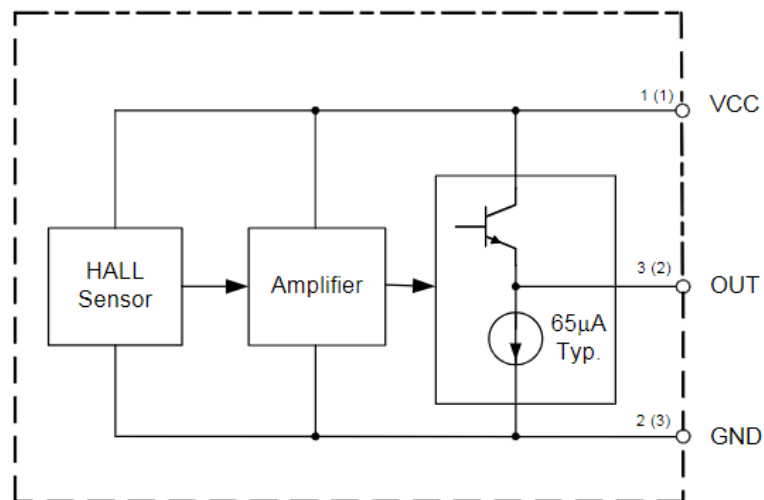 1 (1)
VCC
HALL
Sensor
Amplifier
3 (2)
OUT
65µA
Typ.
2 (3)
GND